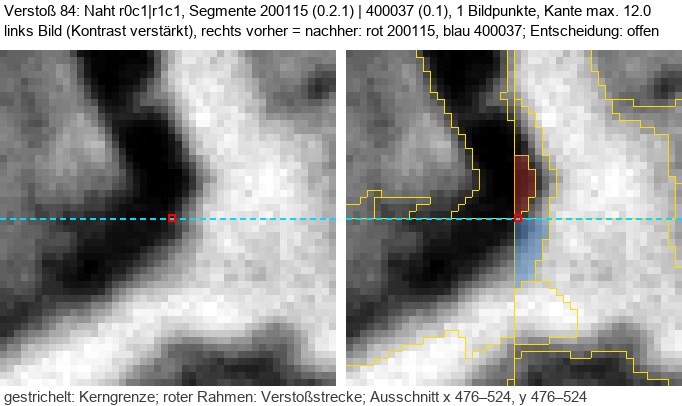 Verstoß 84: Naht r0c1|r1c1, Segmente 200115 (0.2.1) | 400037 (0.1), 1 Bildpunkte, Kante max. 12.0
links Bild (Kontrast verstärkt), rechts vorher = nachher: rot 200115, blau 400037; Entscheidung: offen
gestrichelt: Kerngrenze; roter Rahmen: Verstoßstrecke; Ausschnitt x 476–524, y 476–524